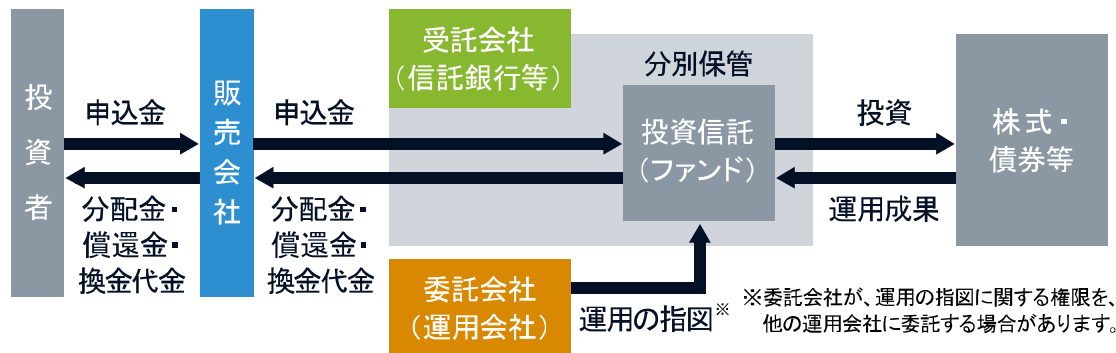 投資者
申込金
分配金・
償還金・
換金代金
販売会社
申込金
分配金・
償還金・
換金代金
受託会社
（信託銀行等）
分別保管
投資信託
（ファンド）
委託会社
（運用会社）
運用の指図※
投資
運用成果
株式・
債券等
※委託会社が、運用の指図に関する権限を、
他の運用会社に委託する場合があります。